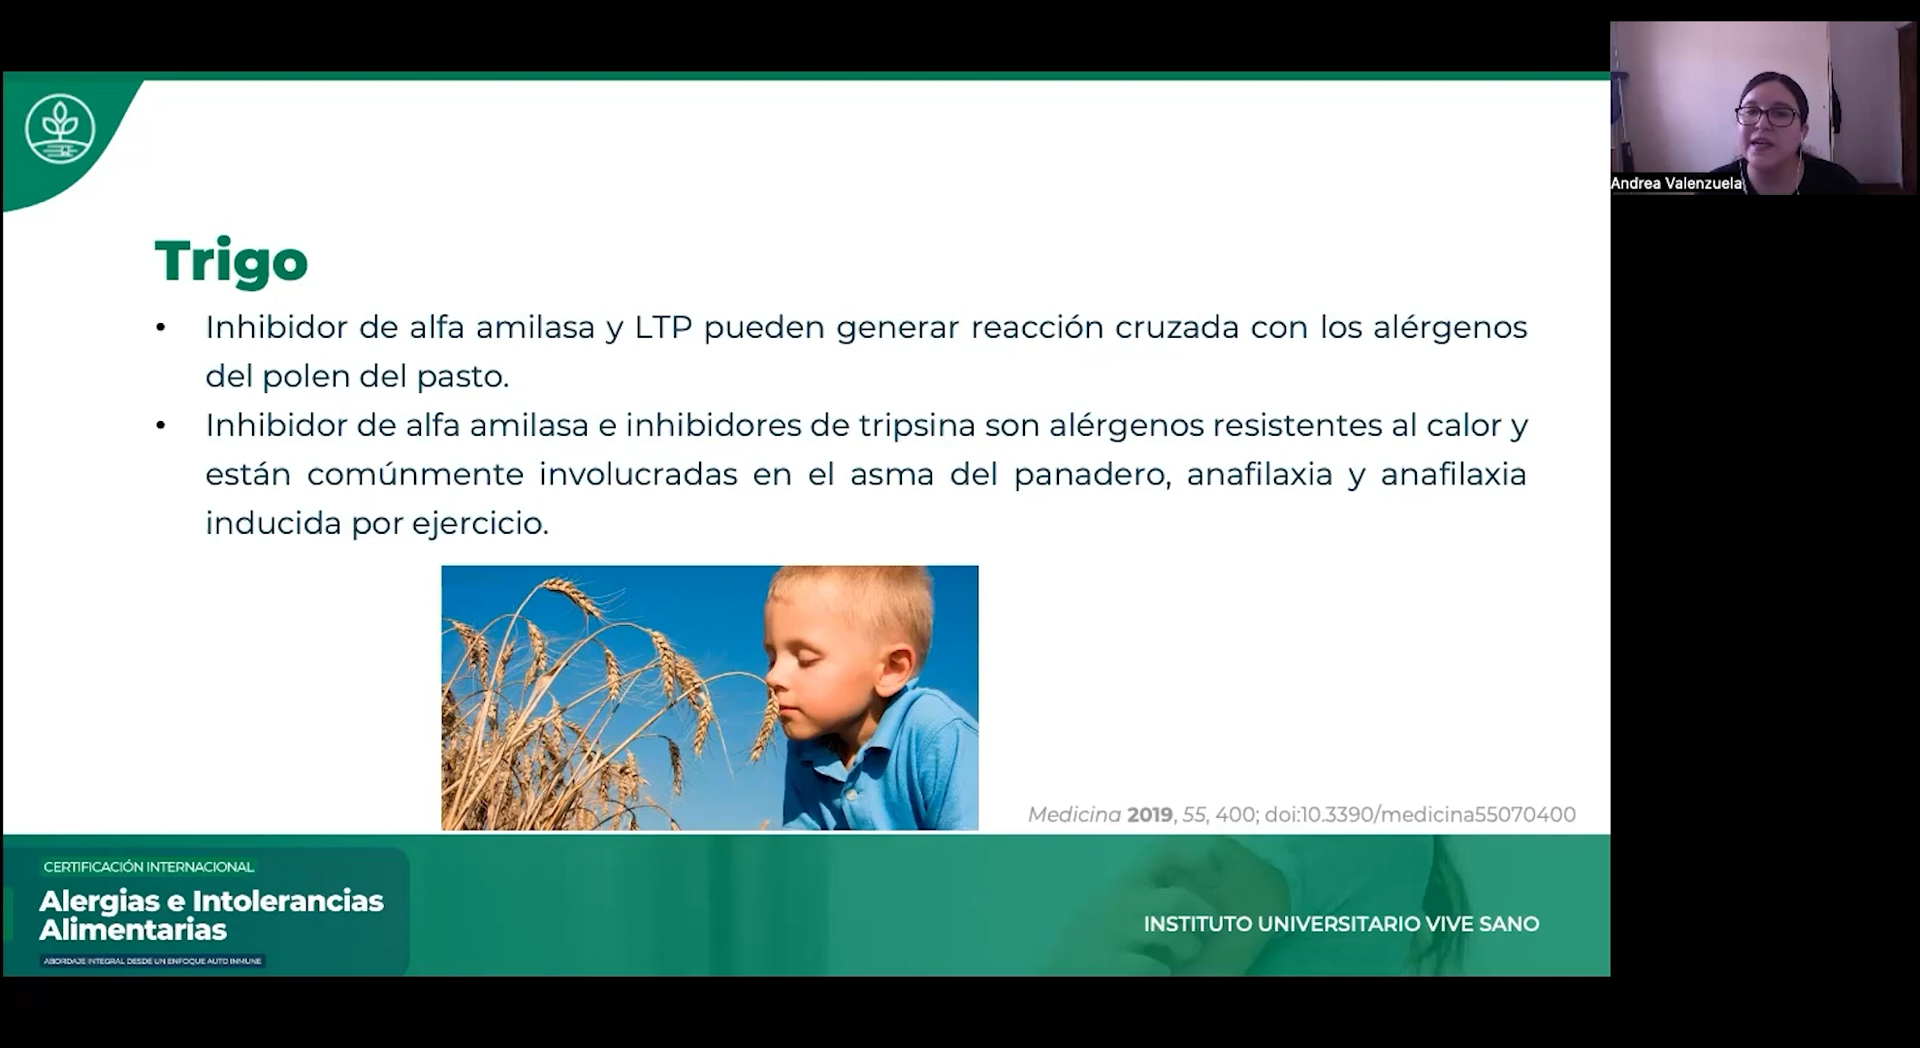 Andrea Valenzuela
Trigo
• Inhibidor de alfa amilasa y LTP pueden generar reacción cruzada con los alérgenos
del polen del pasto.
• Inhibidor de alfa amilasa e inhibidores de tripsina son alérgenos resistentes al calor y
están comúnmente involucradas en el asma del panadero, anafilaxia y anafilaxia
inducida por ejercicio.
Medicina 2019, 55, 400; doi:10.3390/medicina55070400
CERTIFICACIÓN INTERNACIONAL
Alergias e Intolerancias
Alimentarias
ABORDAJE INTEGRAL DESDE UN ENFOQUE AUTO INMUNE
INSTITUTO UNIVERSITARIO VIVE SANO